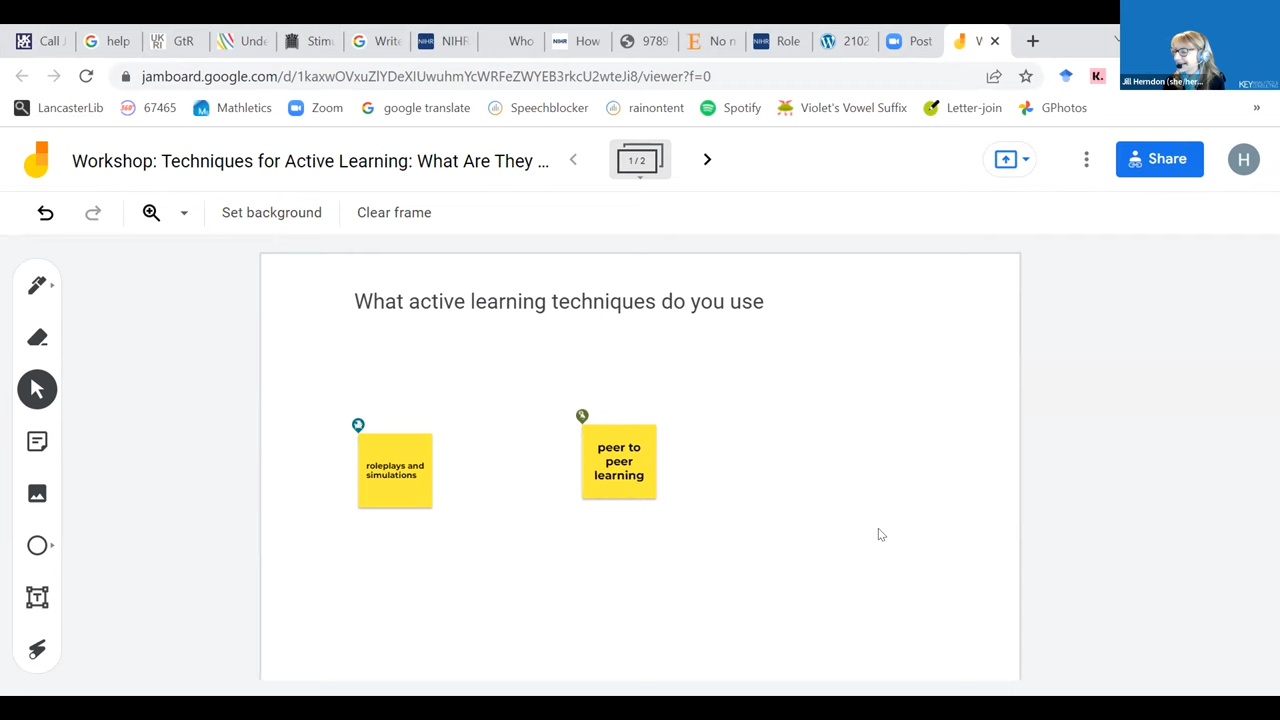 Call
help
GtR
Unde
Stim
Write
NIHR
Who
How
9789
No n
Role
2102
Post
jamboard.google.com/d/1kaxwOVxuZlYDeXIUwuhmYcWRFeZWYEB3rkcU2wteJi8/viewer?f=0
K.
Jill Herndon (she/her...
LancasterLib
67465
Mathletics
Zoom
google translate
Speechblocker
rainontent
Spotify
Violet's Vowel Suffix
Letter-join
GPhotos
»
Workshop: Techniques for Active Learning: What Are They ...
1 / 2
Share
H
Set background
Clear frame
What active learning techniques do you use
roleplays and
simulations
peer to
peer
learning